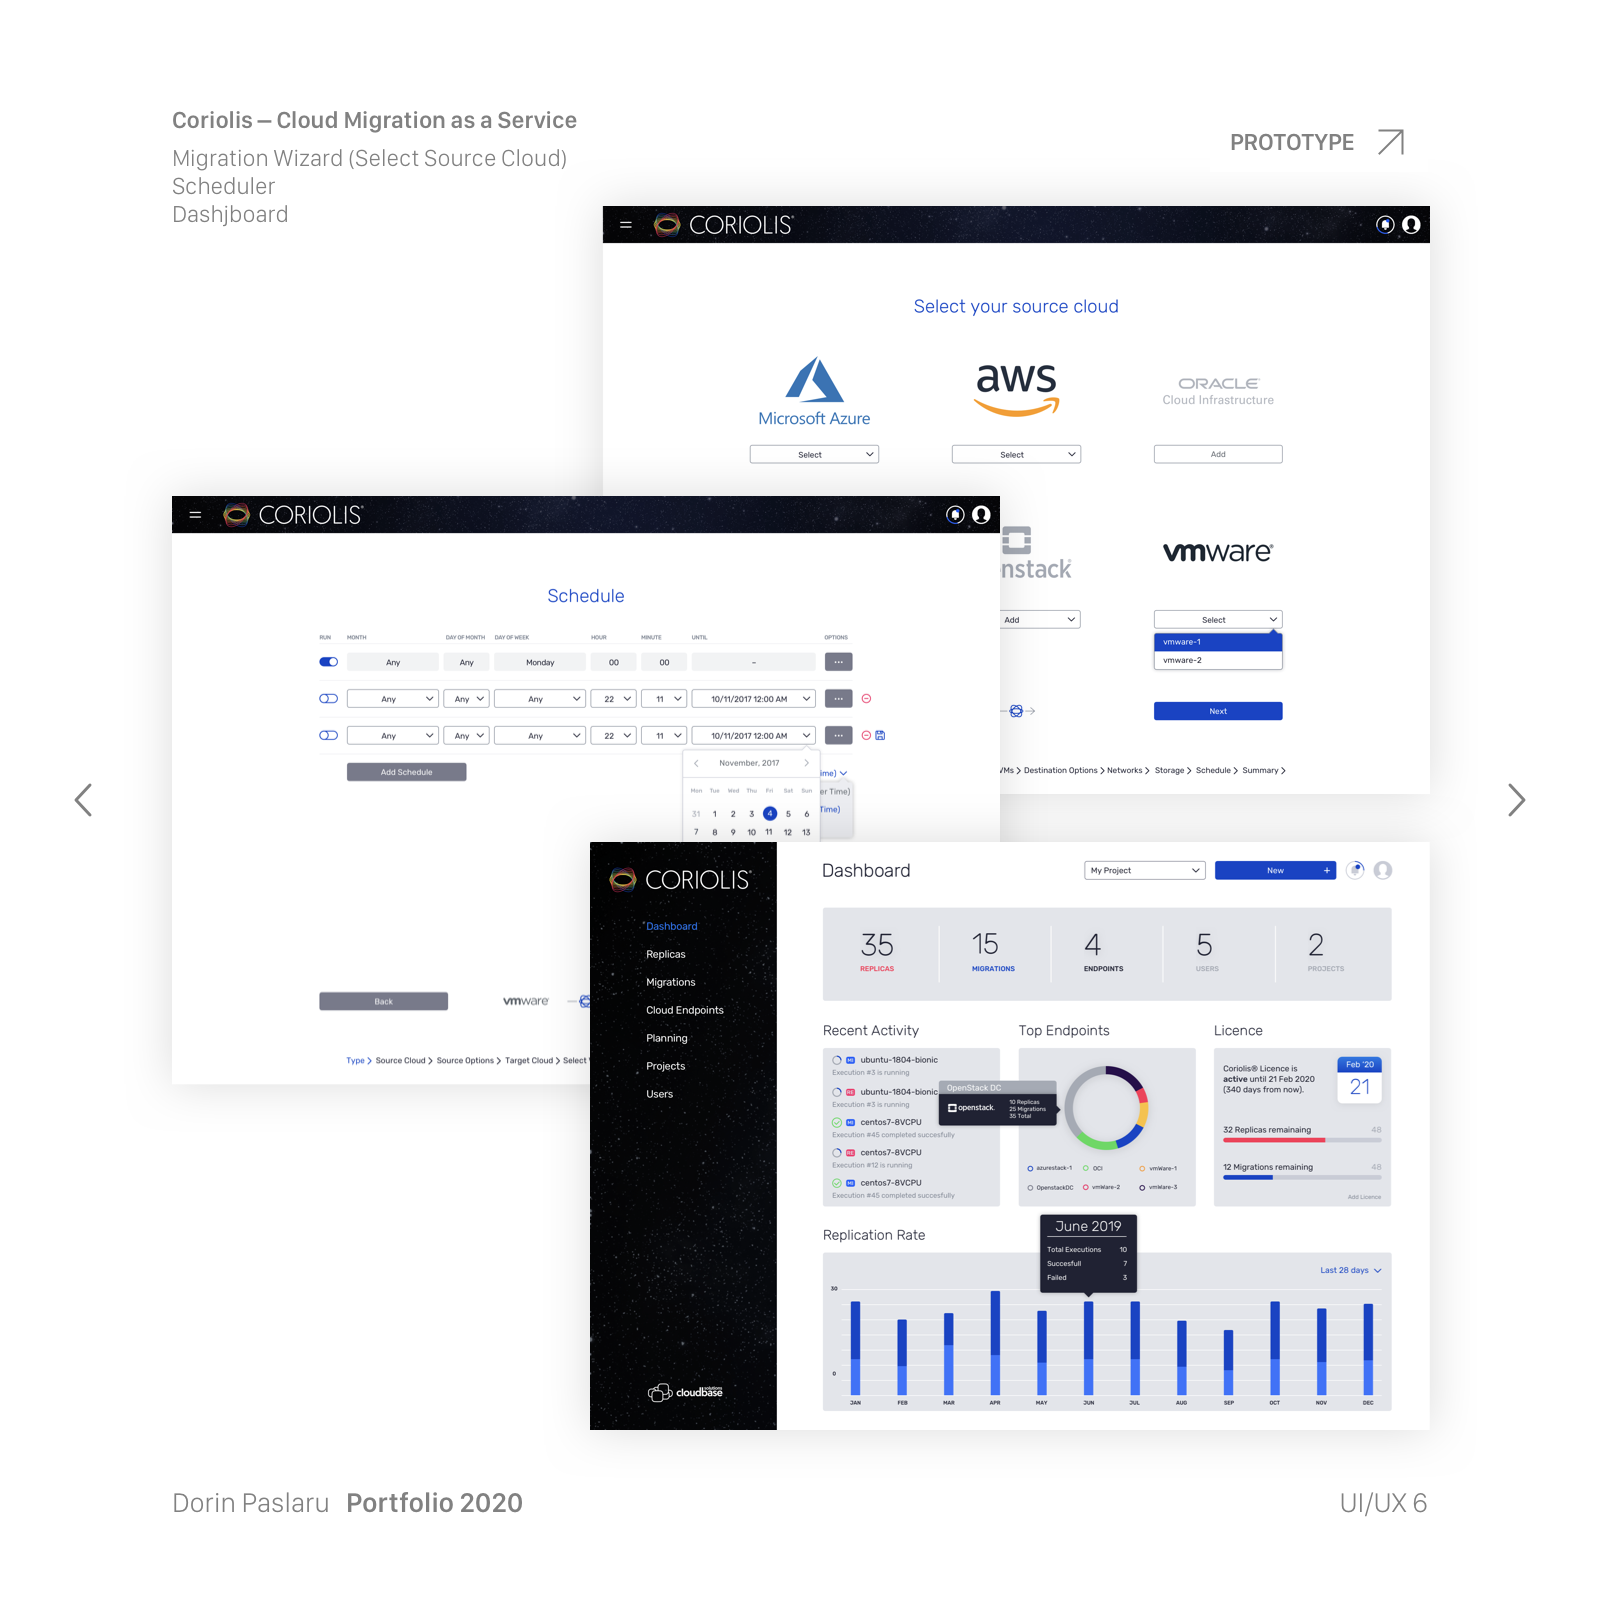 Coriolis – Cloud Migration as a Service
Migration Wizard (Select Source Cloud)
Scheduler
Dashjboard
PROTOTYPE
CORIOLIS
Select your source cloud
Microsoft Azure
aws
ORACLE
Cloud Infrastructure
Select
Select
Add
nstack
vmware
Add
Select
vmware-1
vmware-2
Next
VMs > Destination Options > Networks > Storage > Schedule > Summary >
CORIOLIS
Schedule
RUN MONTH DAY OF MONTH DAY OF WEEK HOUR MINUTE UNTIL OPTIONS
Any Any Monday 00 00 – ...
Any Any Any 22 11 10/11/2017 12:00 AM ...
Any Any Any 22 11 10/11/2017 12:00 AM ...
Add Schedule
November, 2017
Mon Tue Wed Thu Fri Sat Sun
31 1 2 3 4 5 6
7 8 9 10 11 12 13
ime)
er Time)
Time)
Back
vmware
Type > Source Cloud > Source Options > Target Cloud > Select
CORIOLIS
Dashboard
Replicas
Migrations
Cloud Endpoints
Planning
Projects
Users
cloudbase
solutions
Dashboard
My Project
New +
35 REPLICAS
15 MIGRATIONS
4 ENDPOINTS
5 USERS
2 PROJECTS
Recent Activity
MI ubuntu-1804-bionic
Execution #3 is running
RE ubuntu-1804-bionic
Execution #3 is running
MI centos7-8VCPU
Execution #45 completed succesfully
RE centos7-8VCPU
Execution #12 is running
MI centos7-8VCPU
Execution #45 completed succesfully
Top Endpoints
OpenStack DC
openstack.
10 Replicas
25 Migrations
35 Total
azurestack-1 OCI vmWare-1
OpenstackDC vmWare-2 vmWare-3
Licence
Coriolis® Licence is
active until 21 Feb 2020
(340 days from now).
Feb '20
21
32 Replicas remainaing 48
12 Migrations remaining 48
Add Licence
Replication Rate
June 2019
Total Executions 10
Succesfull 7
Failed 3
Last 28 days
30
0
JAN FEB MAR APR MAY JUN JUL AUG SEP OCT NOV DEC
Dorin Paslaru Portfolio 2020
UI/UX 6